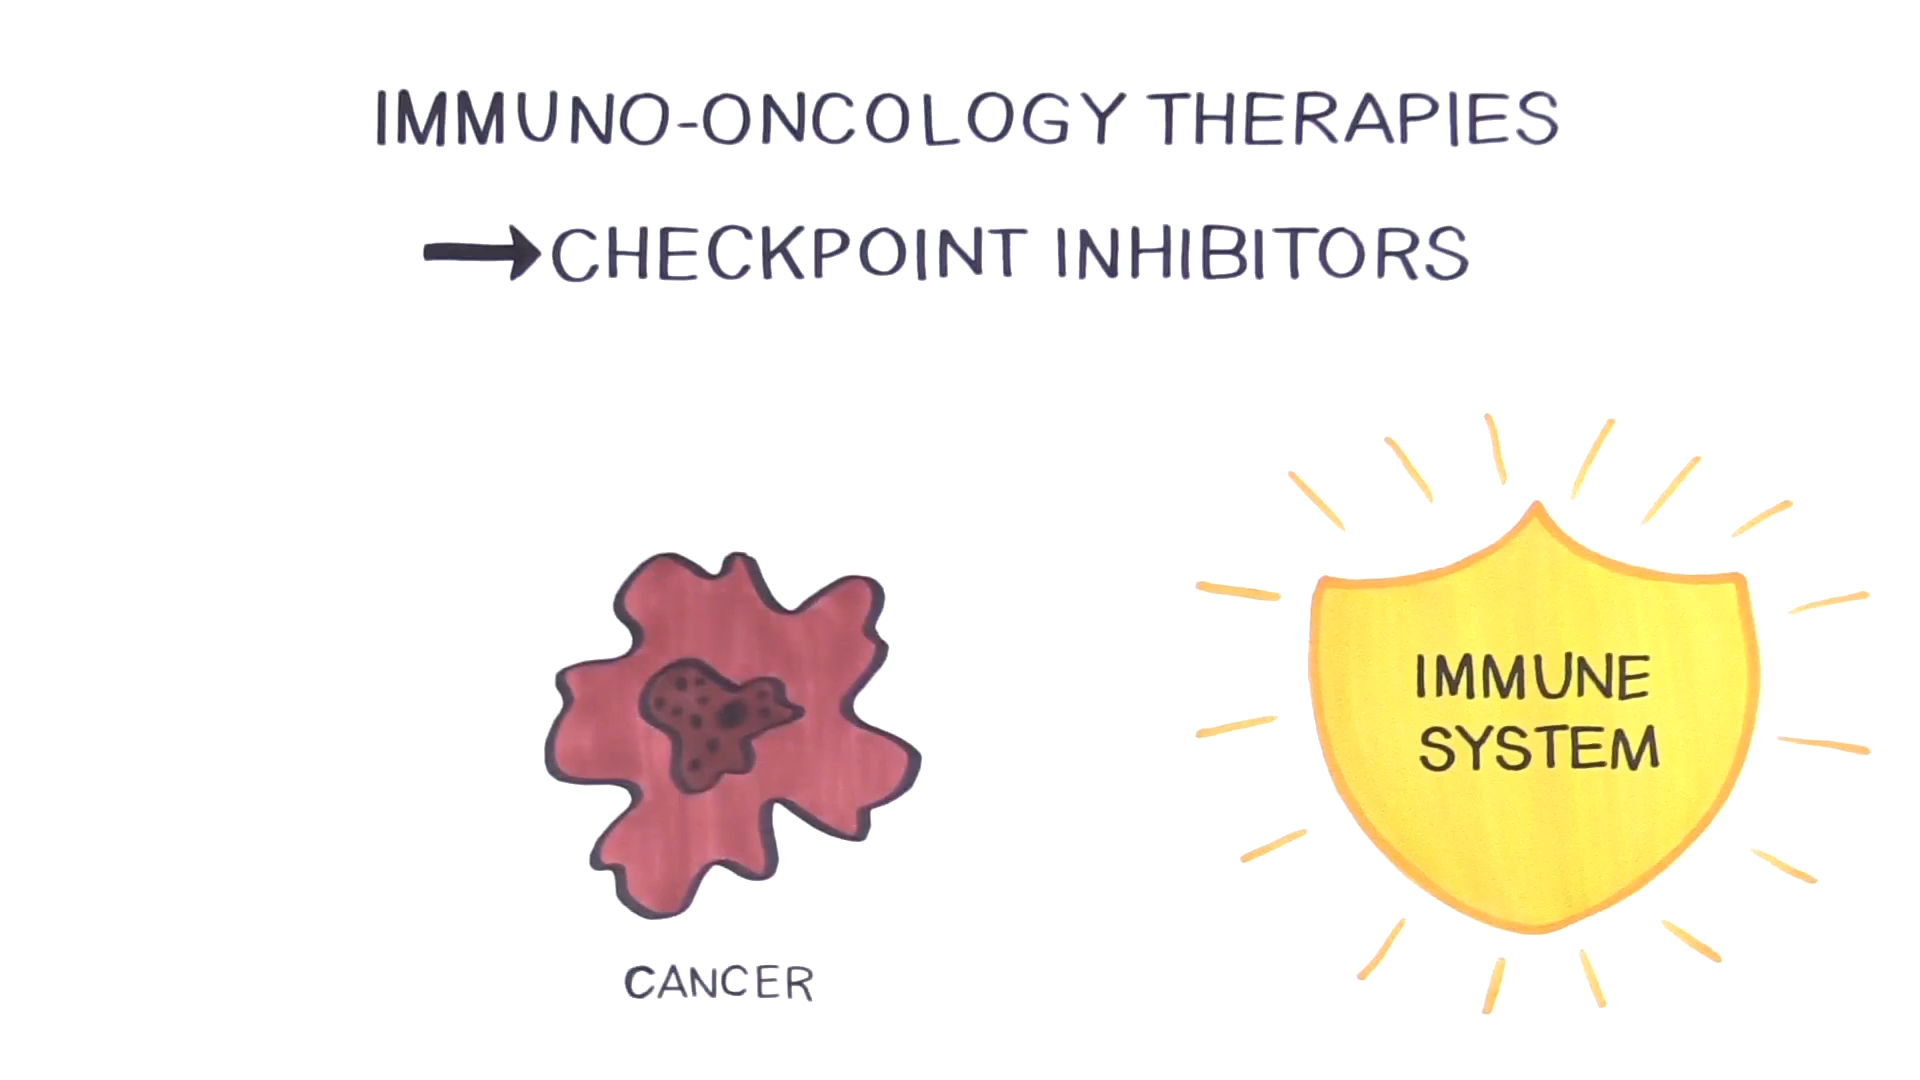 IMMUNO-ONCOLOGY THERAPIES
CHECKPOINT INHIBITORS
IMMUNE
SYSTEM
CANCER